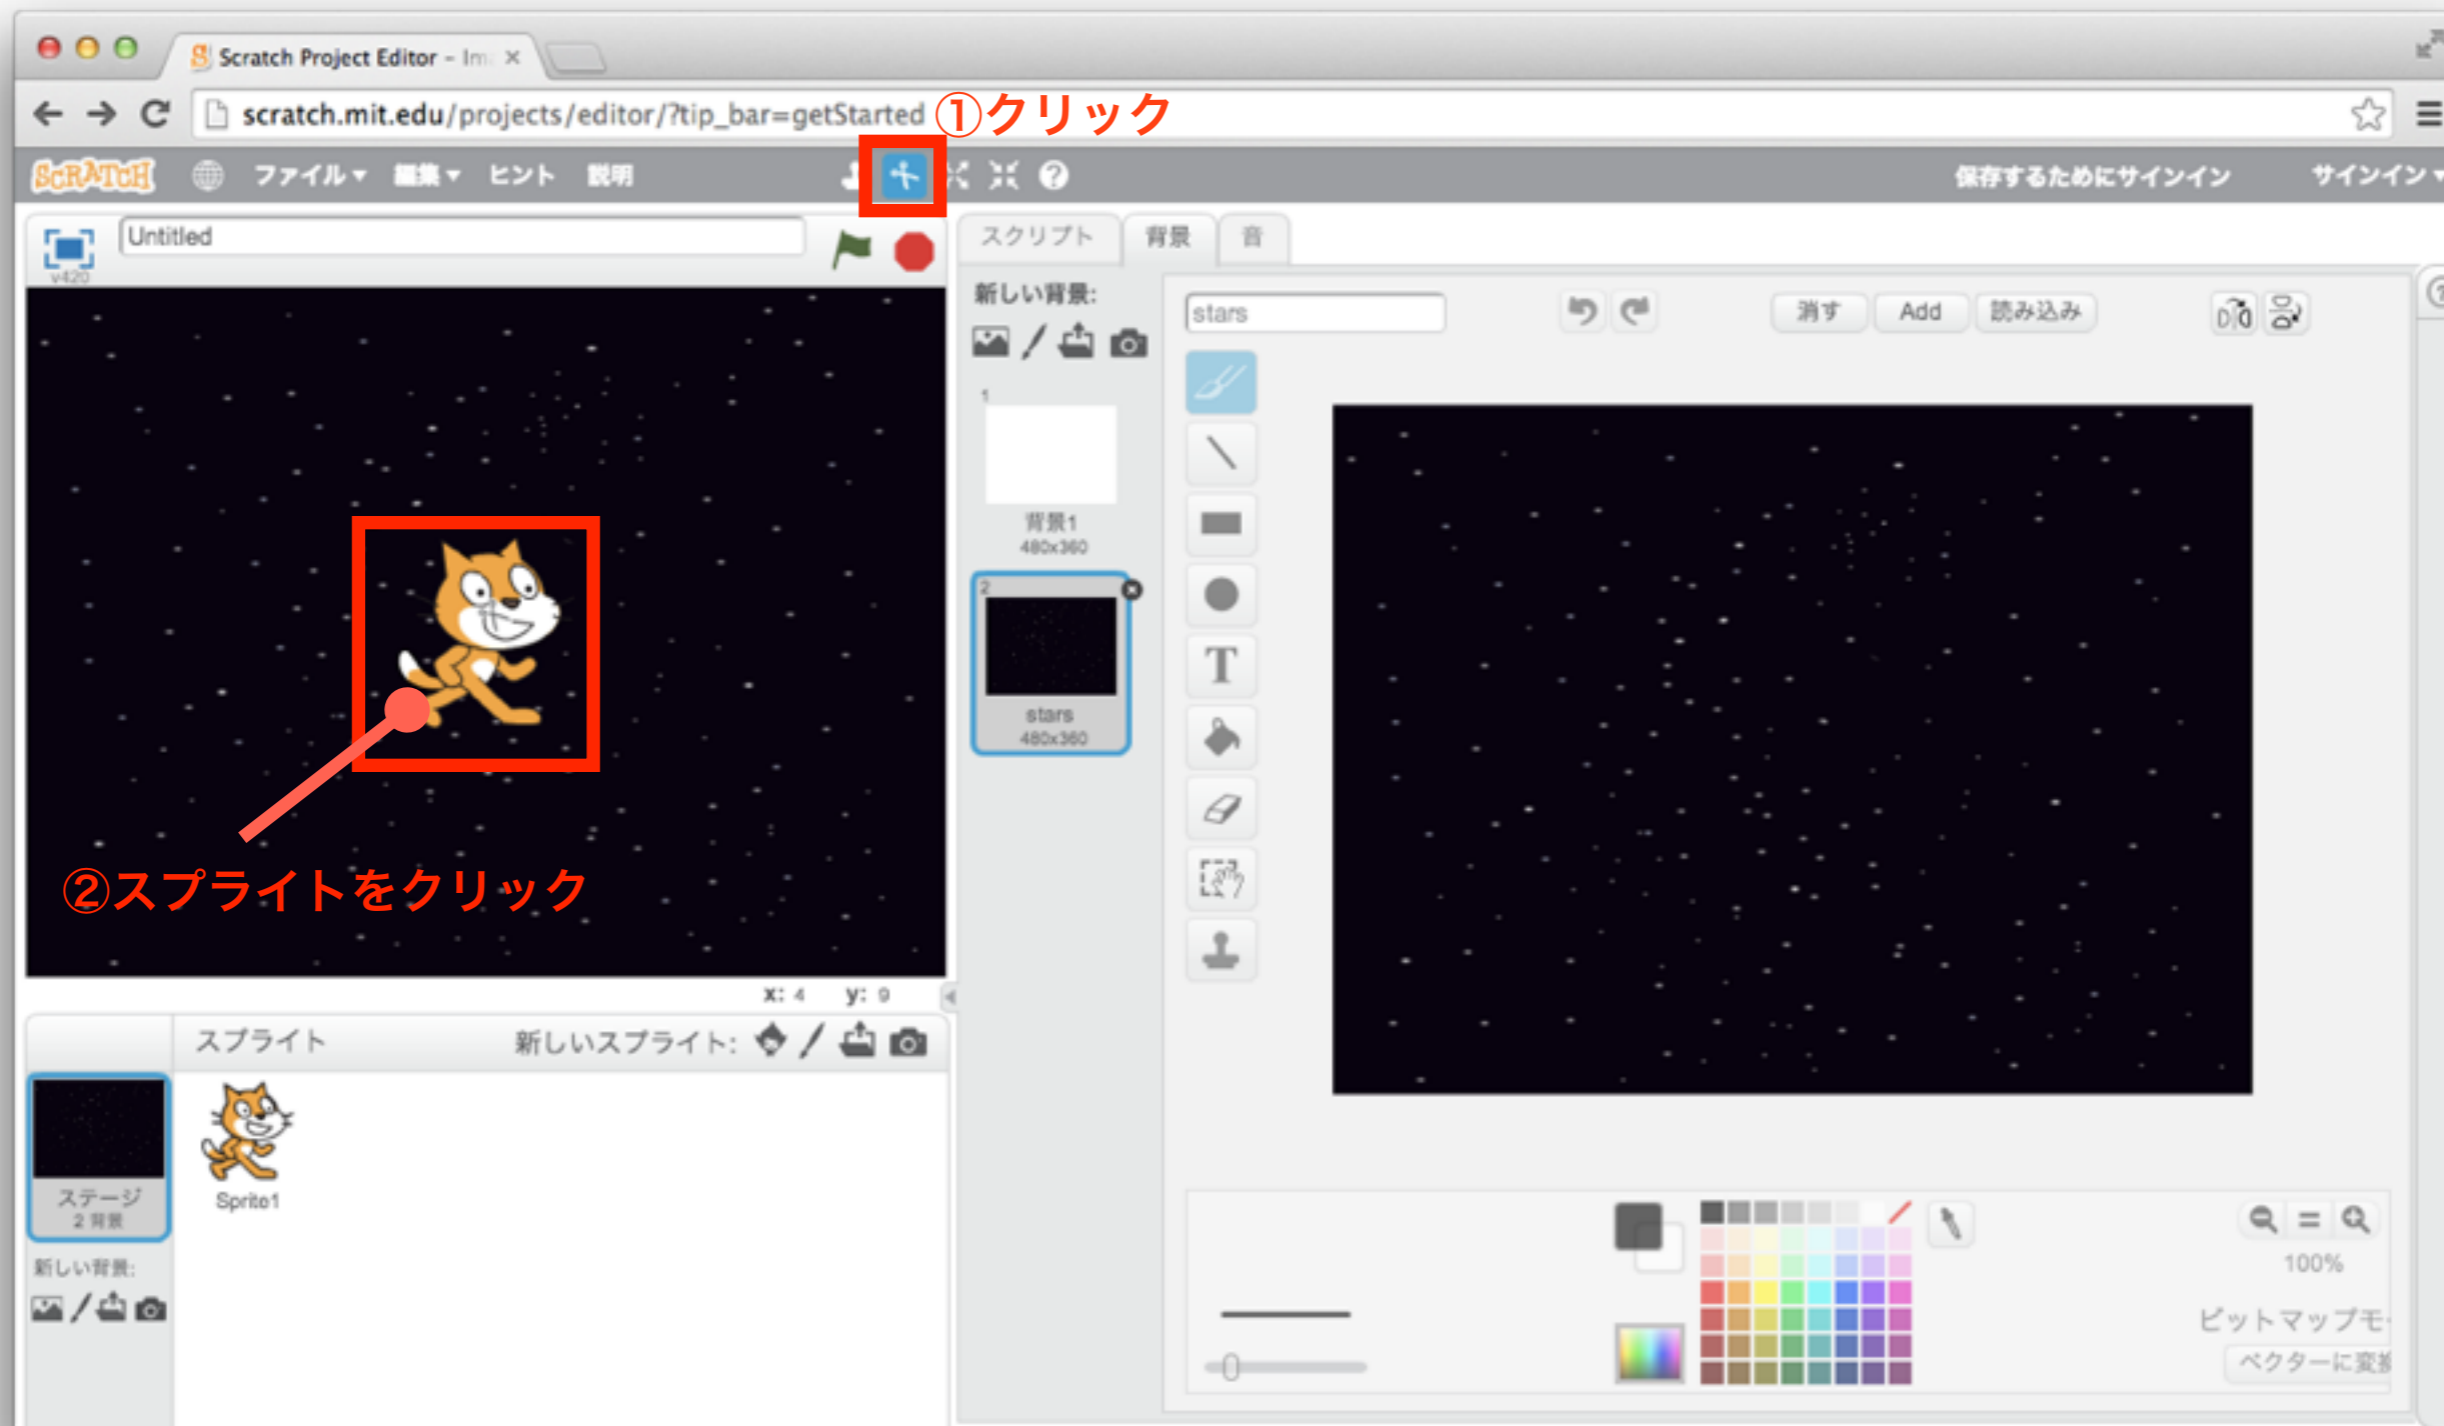 Scratch Project Editor - Im
scratch.mit.edu/projects/editor/?tip_bar=getStarted
①クリック
SCRATCH
ファイル 編集 ヒント 説明
保存するためにサインイン
サインイン
v420
Untitled
スクリプト 背景 音
新しい背景:
stars
消す Add 読み込み
1
背景1
480x360
2
stars
480x360
T
②スプライトをクリック
x: 4 y: 9
スプライト
新しいスプライト:
ステージ
2 背景
Sprite1
新しい背景:
100%
ビットマップモー
ベクターに変換